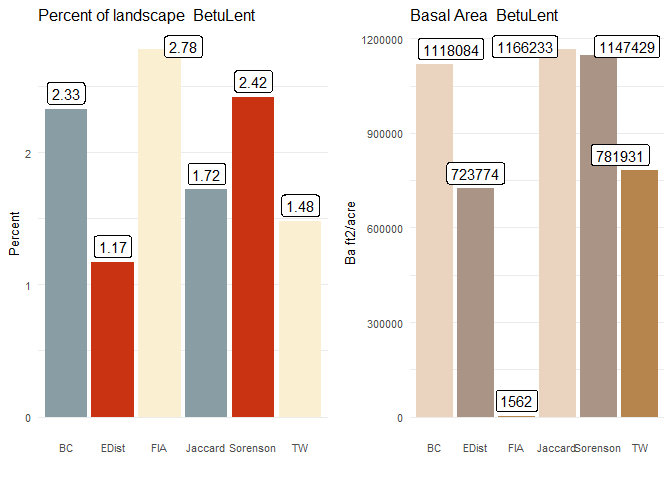 Percent of landscape  BetuLent
2.78
2.42
2.33
1.72
1.48
1.17
2
1
0
Percent
BC
EDist
FIA
Jaccard
Sorenson
TW
Basal Area  BetuLent
1200000
1118084
1166233
1147429
900000
781931
723774
600000
300000
1562
0
Ba ft2/acre
BC
EDist
FIA
Jaccard
Sorenson
TW